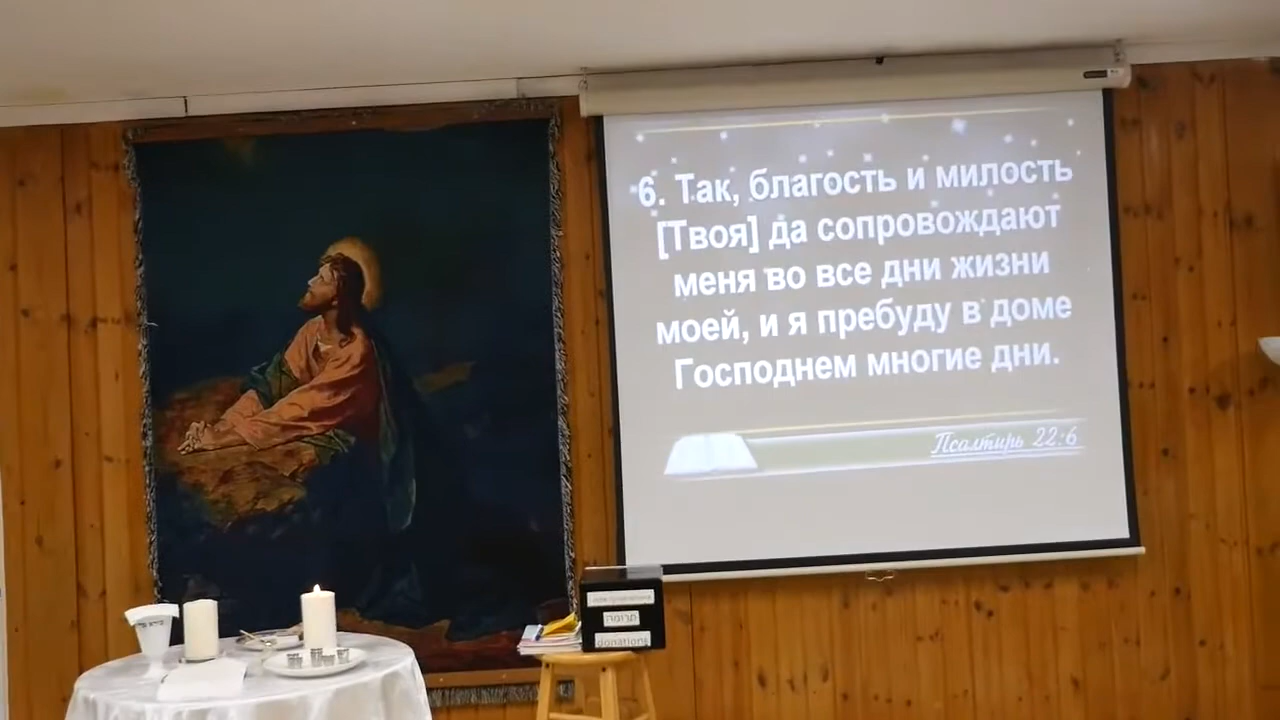 6. Так, благость и милость
[Твоя] да сопровождают
меня во все дни жизни
моей, и я пребуду в доме
Господнем многие дни.
Псалтирь 22:6
תרומה
donations